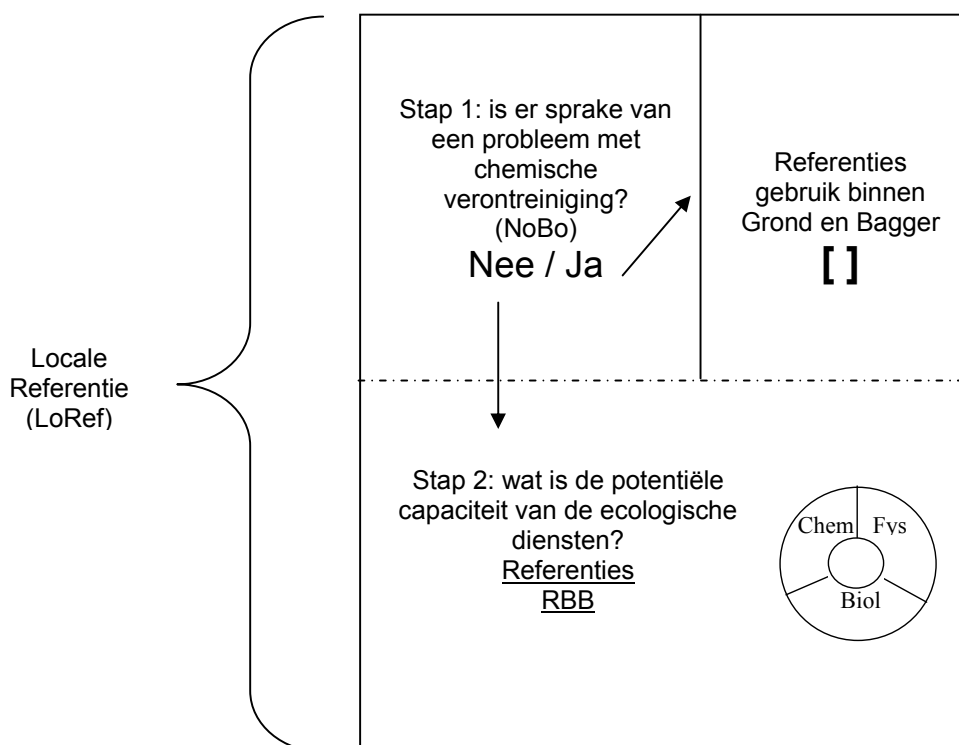 Stap 1: is er sprake van
een probleem met
chemische
verontreiniging?
(NoBo)
Nee / Ja
Referenties
gebruik binnen
Grond en Bagger
[ ]
Locale
Referentie
(LoRef)
Stap 2: wat is de potentiële
capaciteit van de ecologische
diensten?
Referenties
RBB
Chem
Fys
Biol